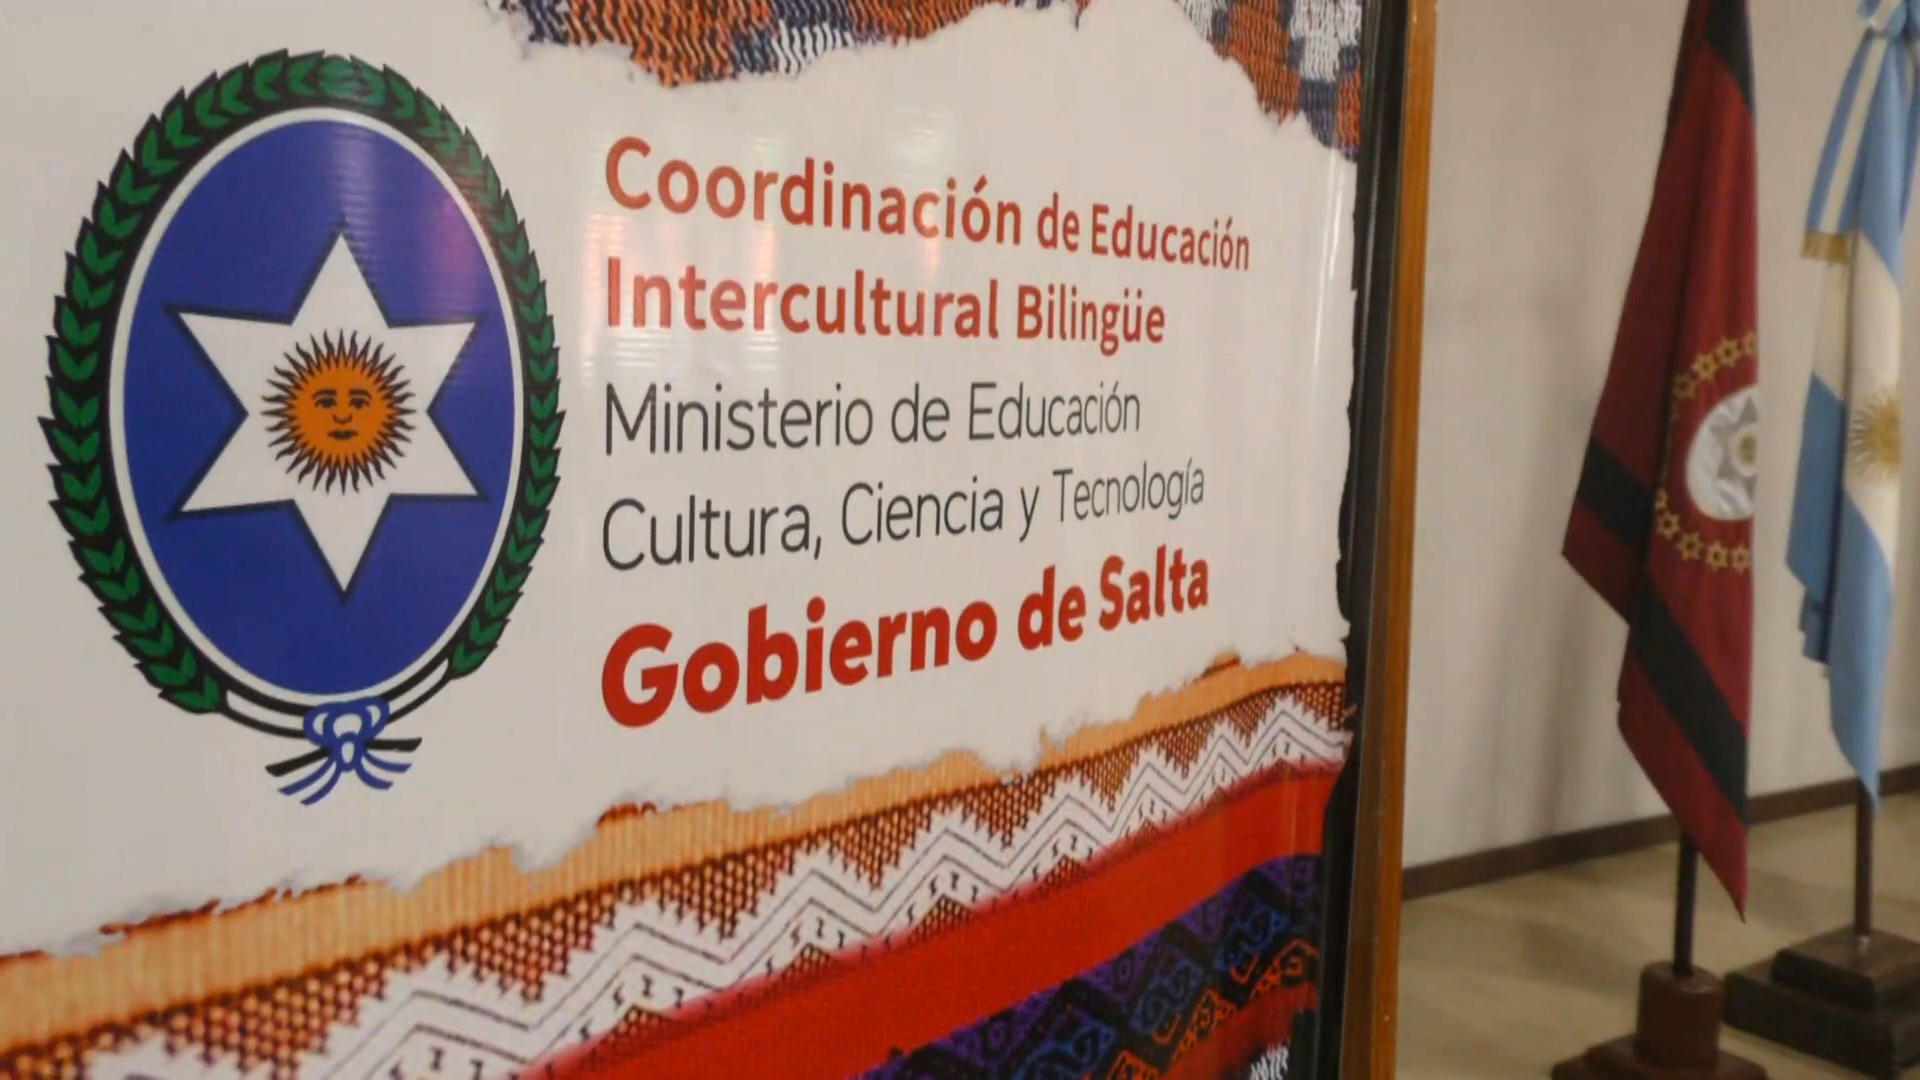 Coordinación de Educación
Intercultural Bilingüe
Ministerio de Educación
Cultura, Ciencia y Tecnología
Gobierno de Salta